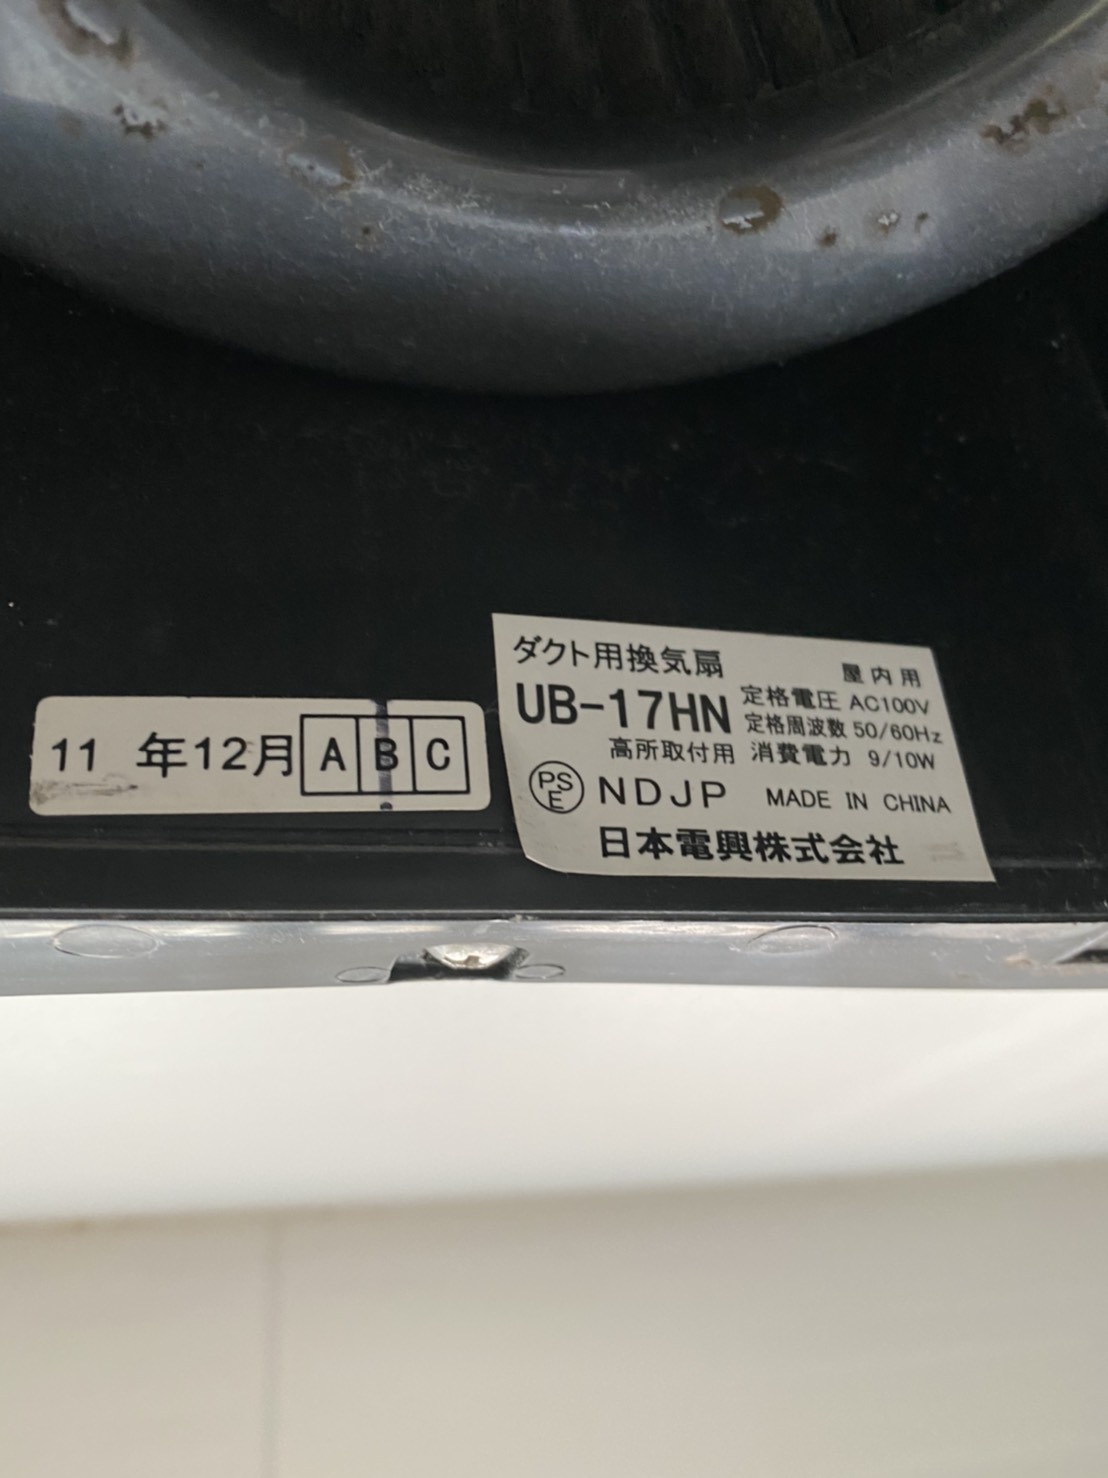 11 年12月 A B C
ダクト用換気扇
屋内用
UB-17HN
定格電圧 AC100V
定格周波数 50/60Hz
高所取付用 消費電力 9/10W
PS
E
NDJP MADE IN CHINA
日本電興株式会社